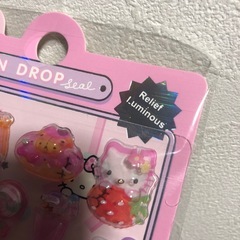 N DROP
seal
Relief
Luminous